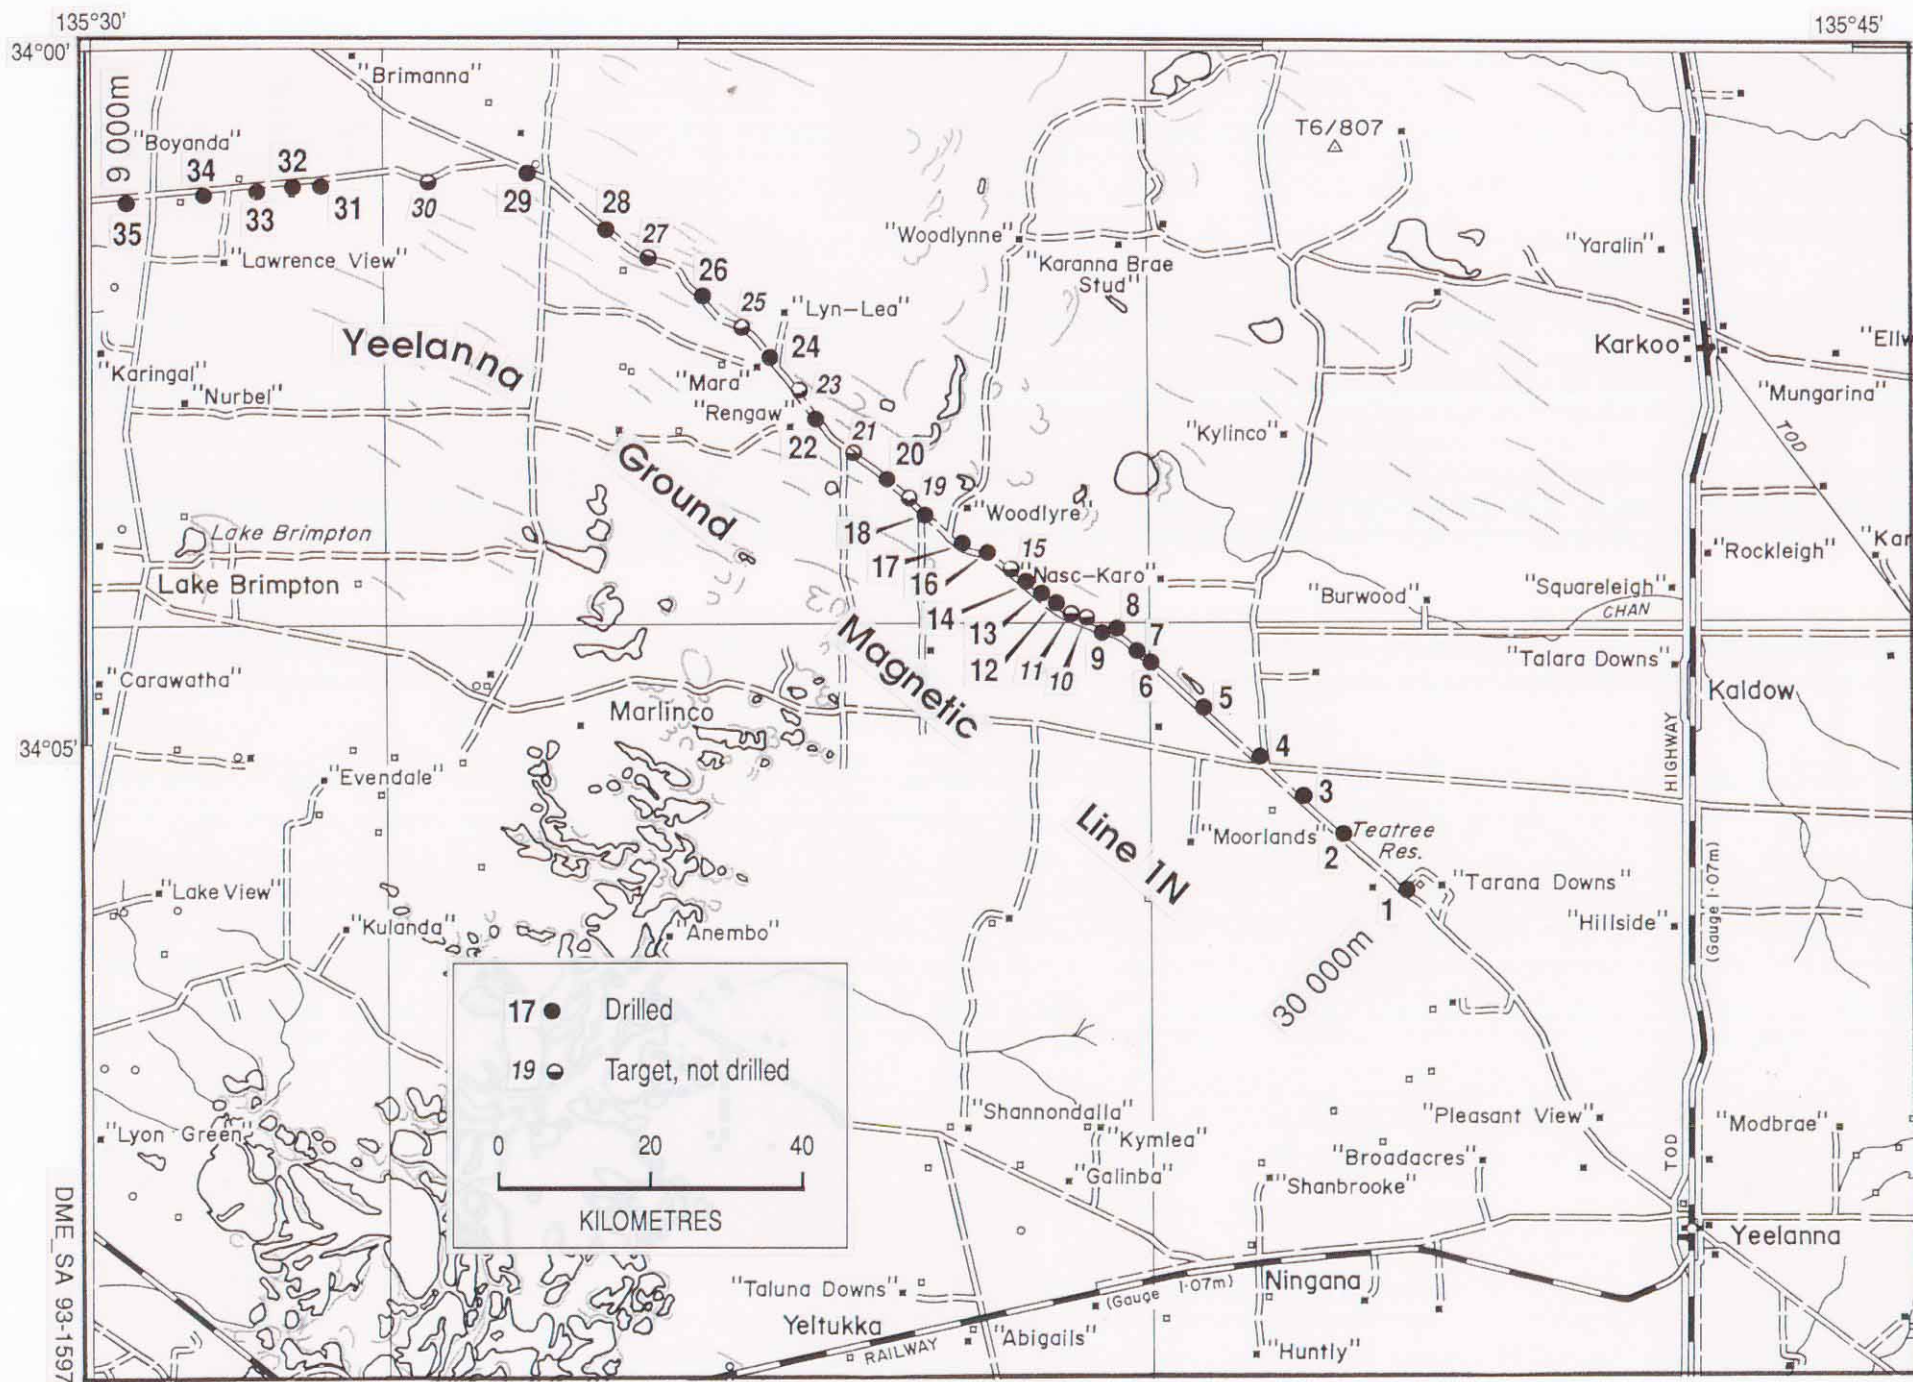 135°30'
135°45'
34°00'
"Brimanna"
9 000m
"Boyanda"
T6/807
34
32
35
33
31
30
29
28
"Woodlynne"
"Yaralin"
27
"Lawrence View"
"Karanna Brae
Stud"
26
25
"Lyn-Lea"
Yeelanna
24
Karkoo
"Ellw
"Karingal"
"Mara"
23
"Nurbel"
"Mungarina"
"Rengaw"
22
21
"Kylinco"
TOD
Ground
20
19
"Woodlyre"
18
Lake Brimpton
17
15
"Rockleigh"
Kar
Lake Brimpton
16
"Nasc-Karo"
"Squareleigh"
14
"Burwood"
CHAN
13
8
12
11
10
9
7
Magnetic
6
"Talara Downs"
"Carawatha"
5
Kaldow
Marlinco
34°05'
4
"Evendale"
HIGHWAY
3
Line 1N
"Moorlands"
2
Teatree
Res.
"Lake View"
1
"Tarana Downs"
"Kulanda"
"Anembo"
"Hillside"
(Gauge 1·07m)
30 000m
17
Drilled
19
Target, not drilled
"Shannondalla"
"Pleasant View"
"Modbrae"
"Lyon Green"
"Kymlea"
TOD
0 20 40
"Galinba"
"Broadacres"
"Shanbrooke"
KILOMETRES
Yeelanna
DME_SA 93-1597
"Taluna Downs"
(Gauge 1·07m)
Ningana
Yeltukka
"Abigails"
RAILWAY
"Huntly"